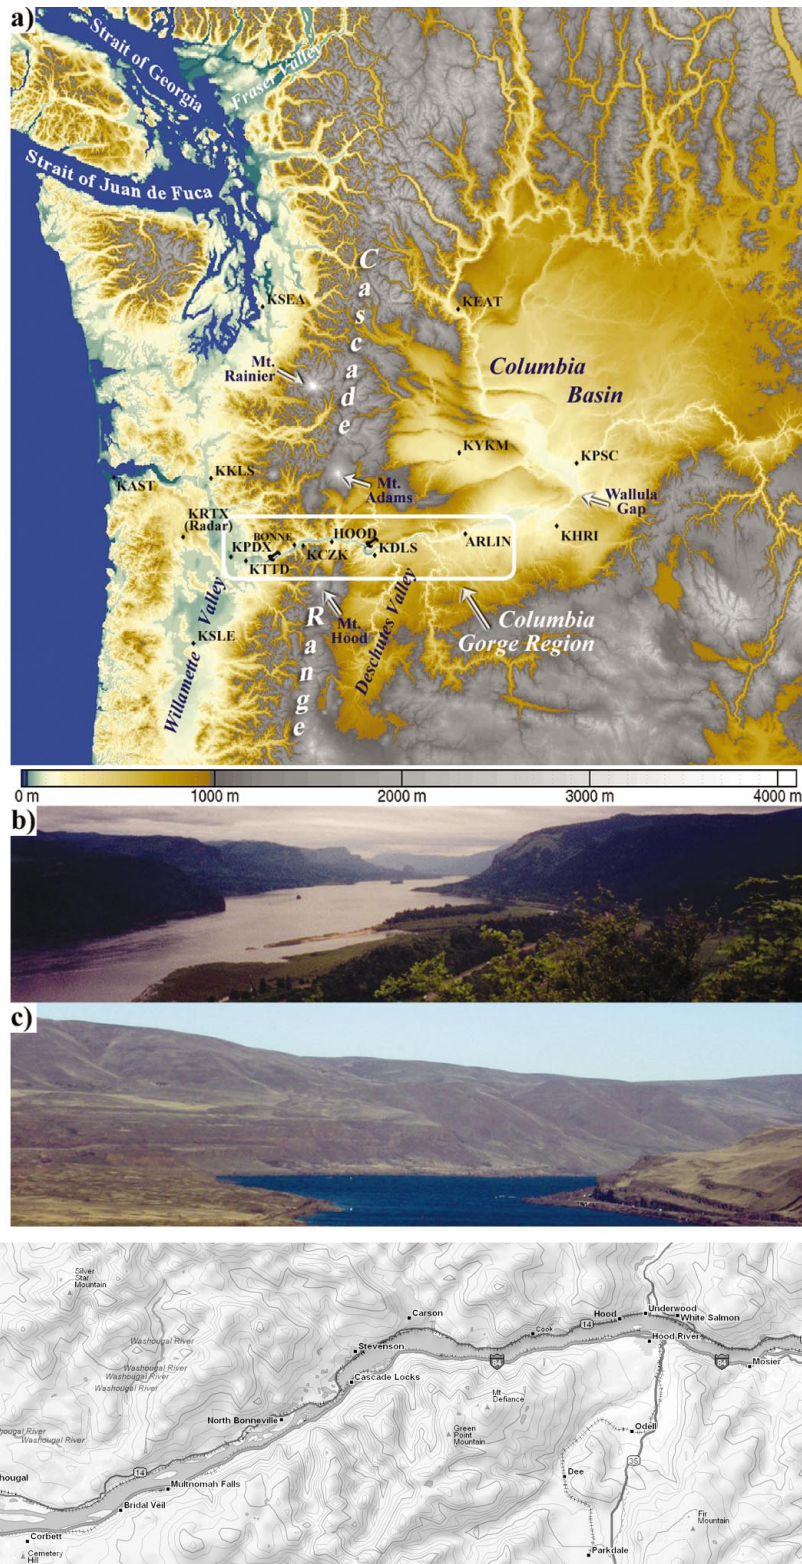 a)
Strait of Georgia
Fraser Valley
Strait of Juan de Fuca
Cascade
KSEA
KEAT
Mt.
Rainier
Columbia
Basin
KYKM
KPSC
KAST
KKLS
Mt.
Adams
Wallula
Gap
KRTX
(Radar)
BONNE
HOOD
KPDX
KCZK
KDLS
ARLIN
KHRI
KTTD
Willamette Valley
KSLE
Mt.
Hood
Range
Deschutes Valley
Columbia
Gorge Region
0 m
1000 m
2000 m
3000 m
4000 m
b)
c)
Silver
Star
Mountain
Washougal River
Washougal River
Washougal River
Washougal River
Carson
Stevenson
Cascade Locks
Cook
14
Hood
Underwood
White Salmon
Hood River
84
84
Mosier
Mt
Defiance
North Bonneville
Green
Point
Mountain
Odell
35
Dee
ougal River
Washougal River
hougal
14
Multnomah Falls
Bridal Veil
Corbett
Cemetery
Hill
Fir
Mountain
Parkdale